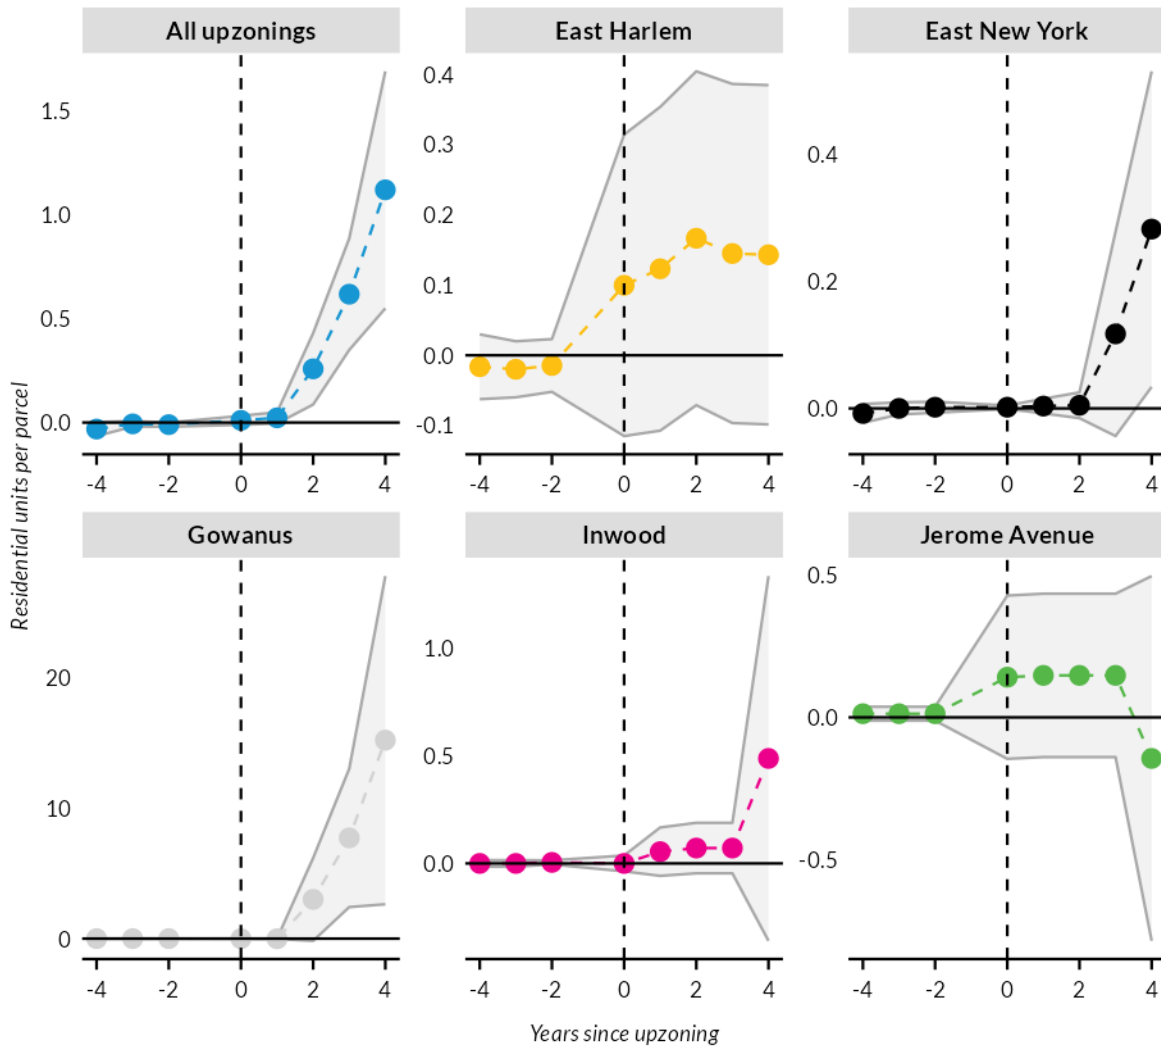 All upzonings
East Harlem
East New York
1.5
1.0
0.5
0.0
0.4
0.3
0.2
0.1
0.0
-0.1
0.4
0.2
0.0
-4 -2 0 2 4
-4 -2 0 2 4
-4 -2 0 2 4
Residential units per parcel
Gowanus
Inwood
Jerome Avenue
20
10
0
1.0
0.5
0.0
0.5
0.0
-0.5
-4 -2 0 2 4
-4 -2 0 2 4
-4 -2 0 2 4
Years since upzoning